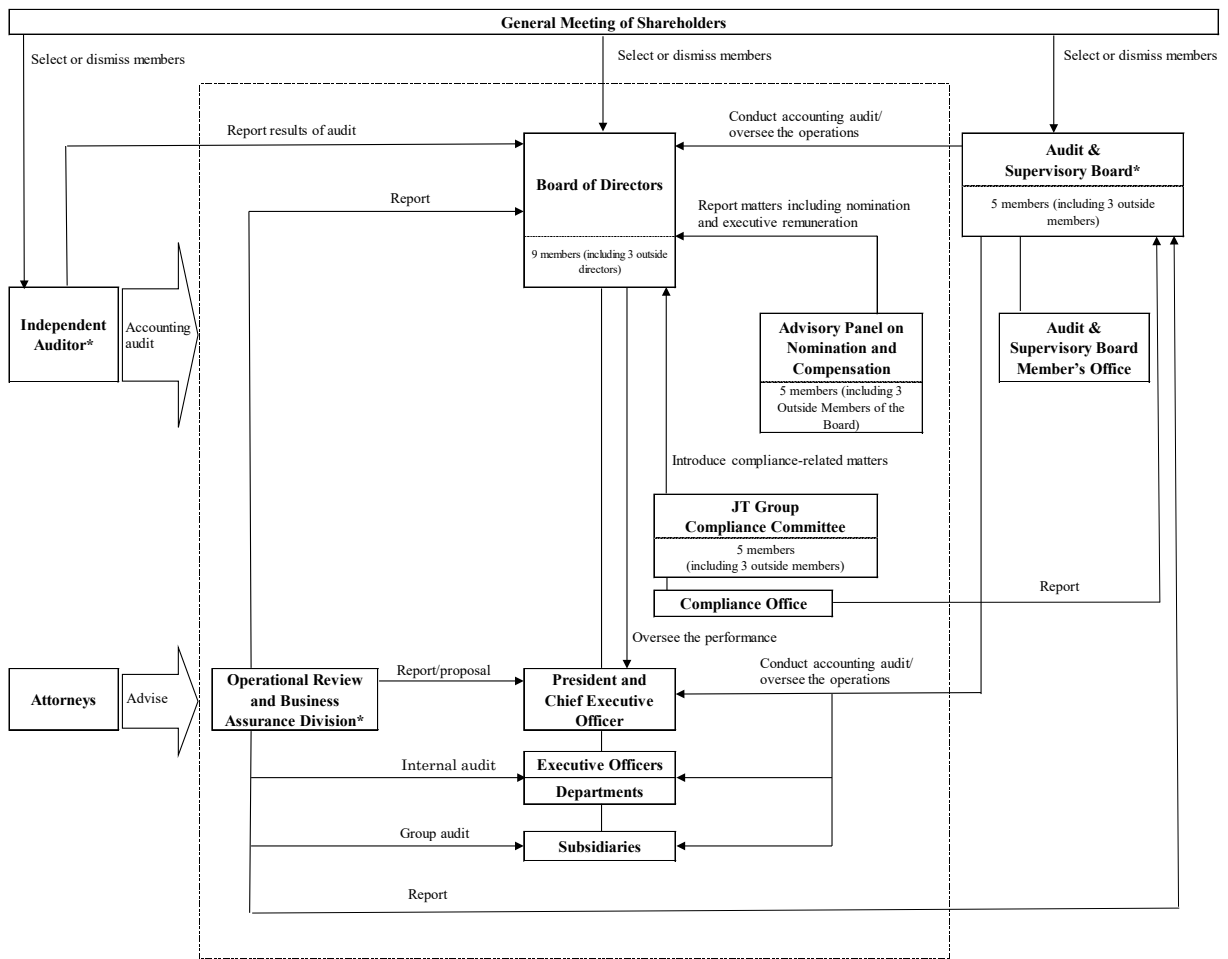 General Meeting of Shareholders
Select or dismiss members
Select or dismiss members
Select or dismiss members
Report results of audit
Conduct accounting audit/
oversee the operations
Board of Directors
9 members (including 3 outside
directors)
Audit &
Supervisory Board*
5 members (including 3 outside
members)
Report
Report matters including nomination
and executive remuneration
Independent
Auditor*
Accounting
audit
Advisory Panel on
Nomination and
Compensation
5 members (including 3
Outside Members of the
Board)
Audit &
Supervisory Board
Member's Office
Introduce compliance-related matters
JT Group
Compliance Committee
5 members
(including 3 outside members)
Compliance Office
Report
Oversee the performance
Conduct accounting audit/
oversee the operations
Attorneys
Advise
Operational Review
and Business
Assurance Division*
Report/proposal
President and
Chief Executive
Officer
Internal audit
Executive Officers
Departments
Group audit
Subsidiaries
Report